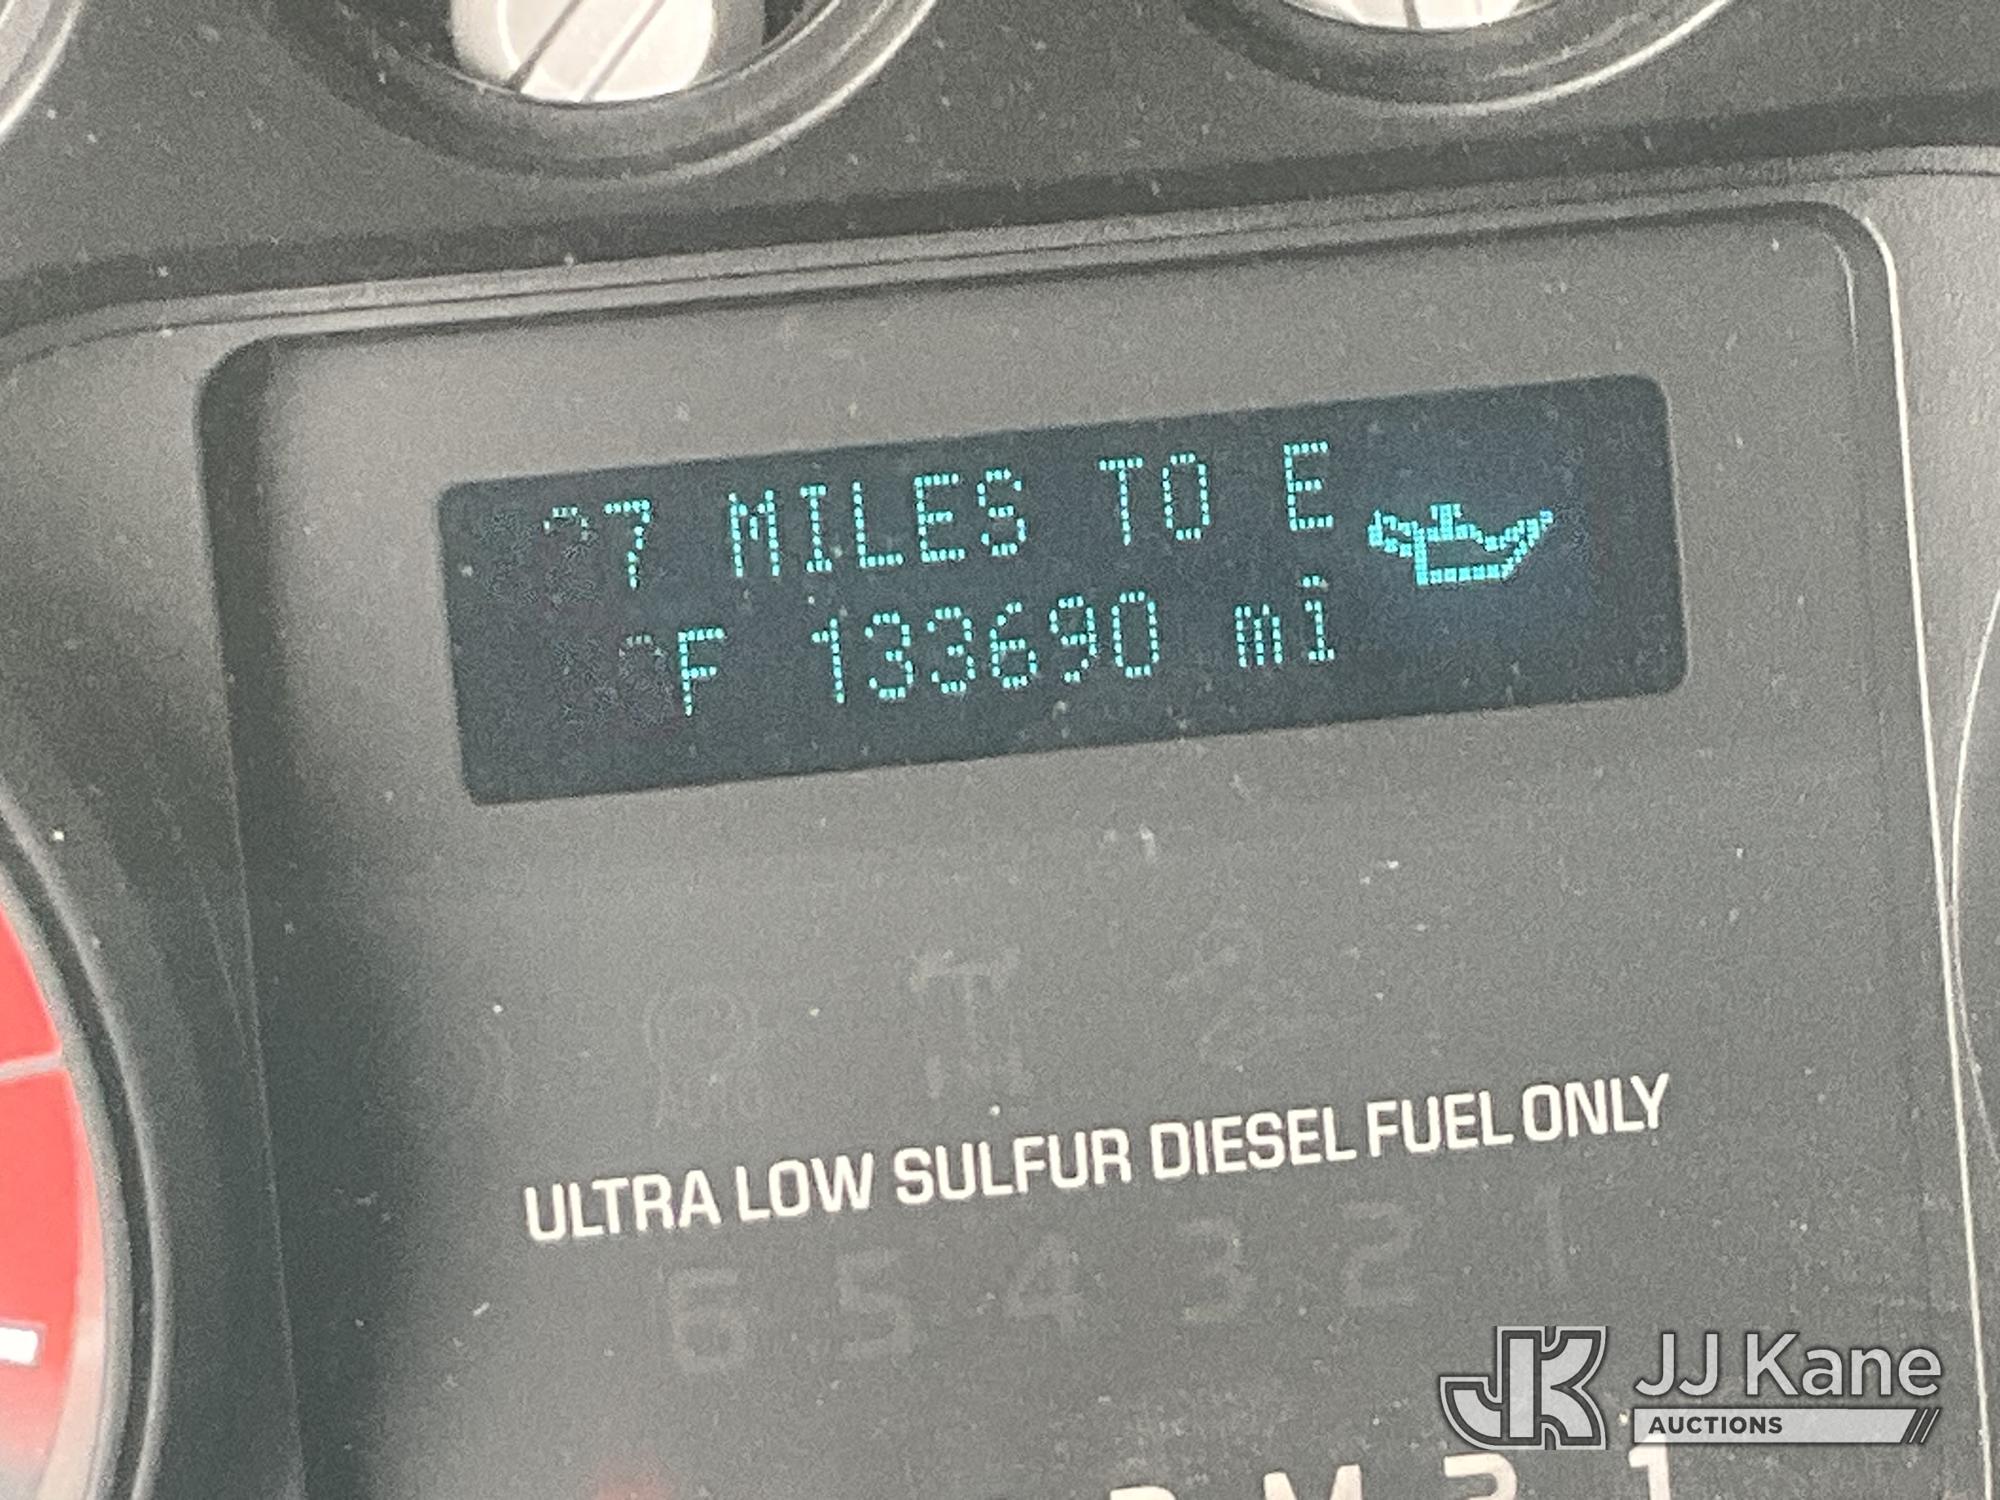 7 MILES TO E
°F 133690 mi
ULTRA LOW SULFUR DIESEL FUEL ONLY
6 5 4 3 2 1
JK JJ Kane
AUCTIONS